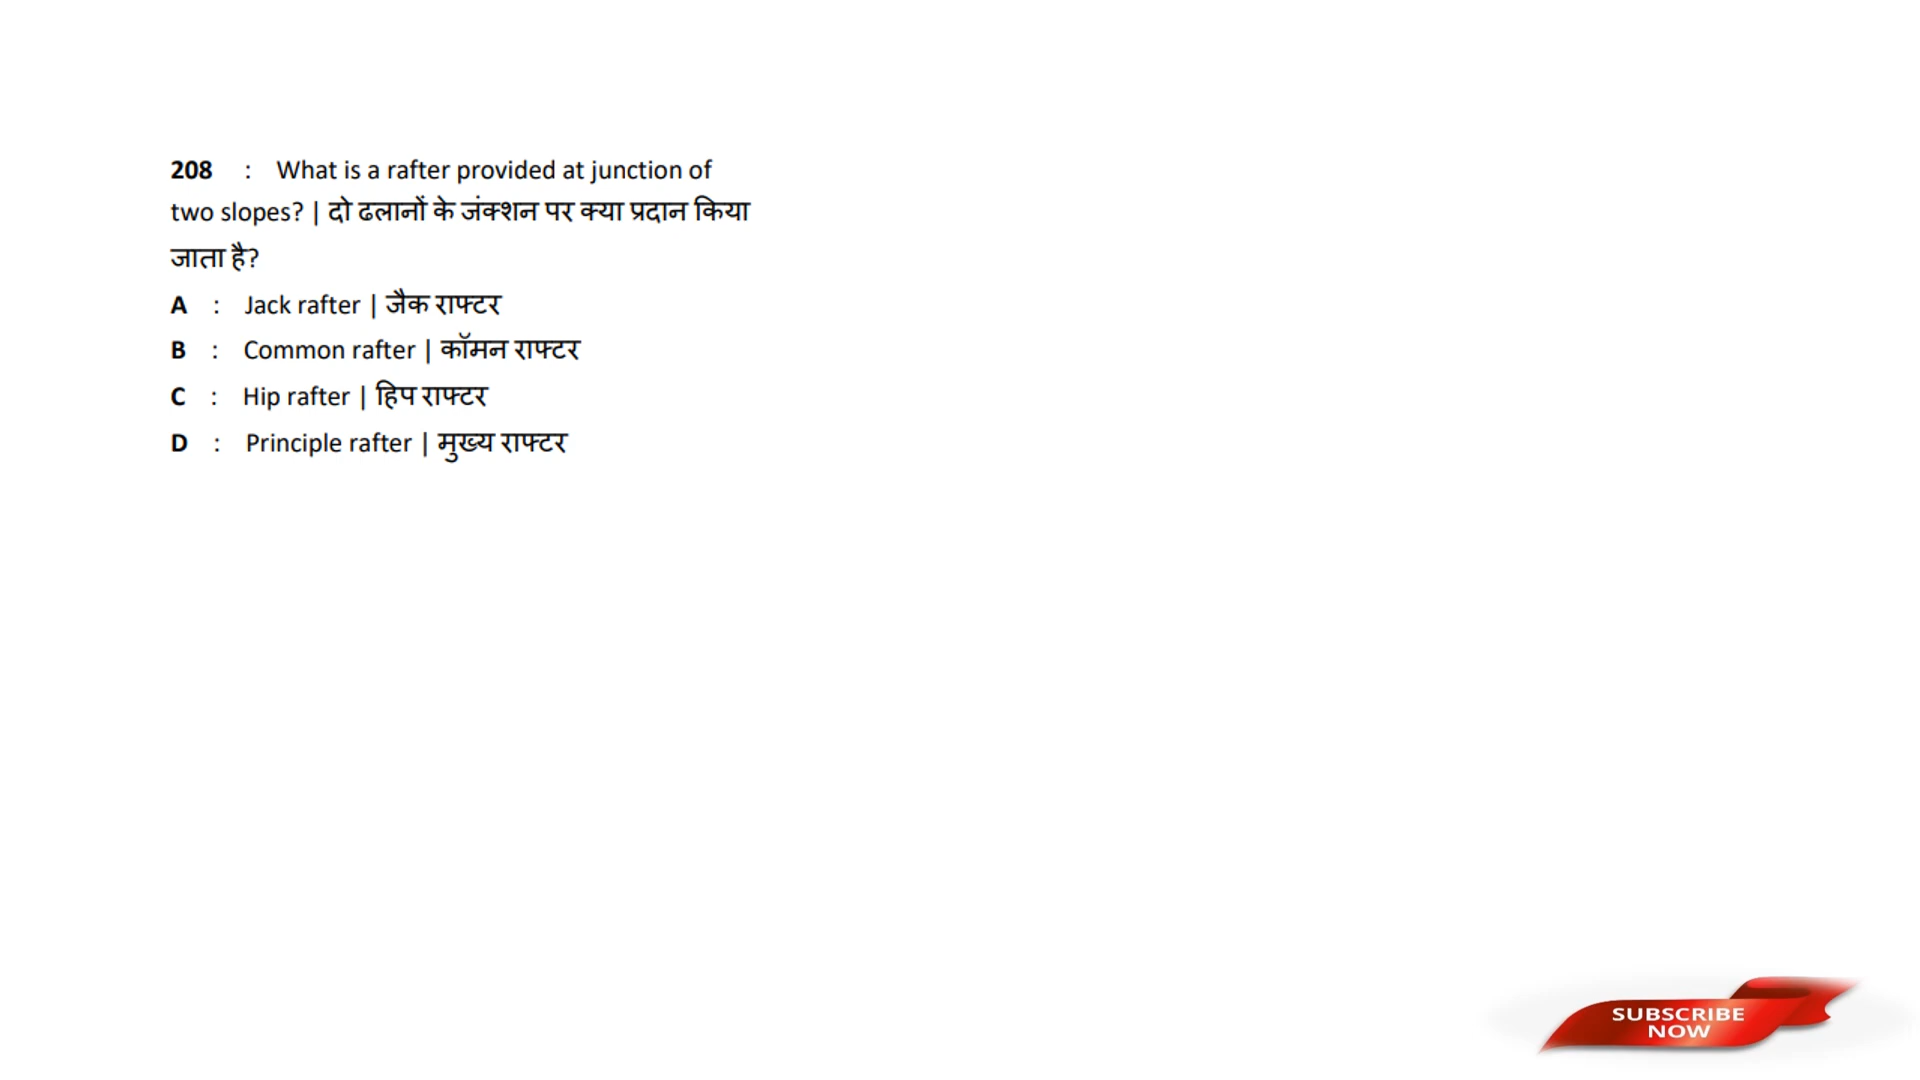 208 : What is a rafter provided at junction of
two slopes? | दो ढलानों के जंक्शन पर क्या प्रदान किया
जाता है?
A : Jack rafter | जैक राफ्टर
B : Common rafter | कॉमन राफ्टर
C : Hip rafter | हिप राफ्टर
D : Principle rafter | मुख्य राफ्टर
SUBSCRIBE
NOW